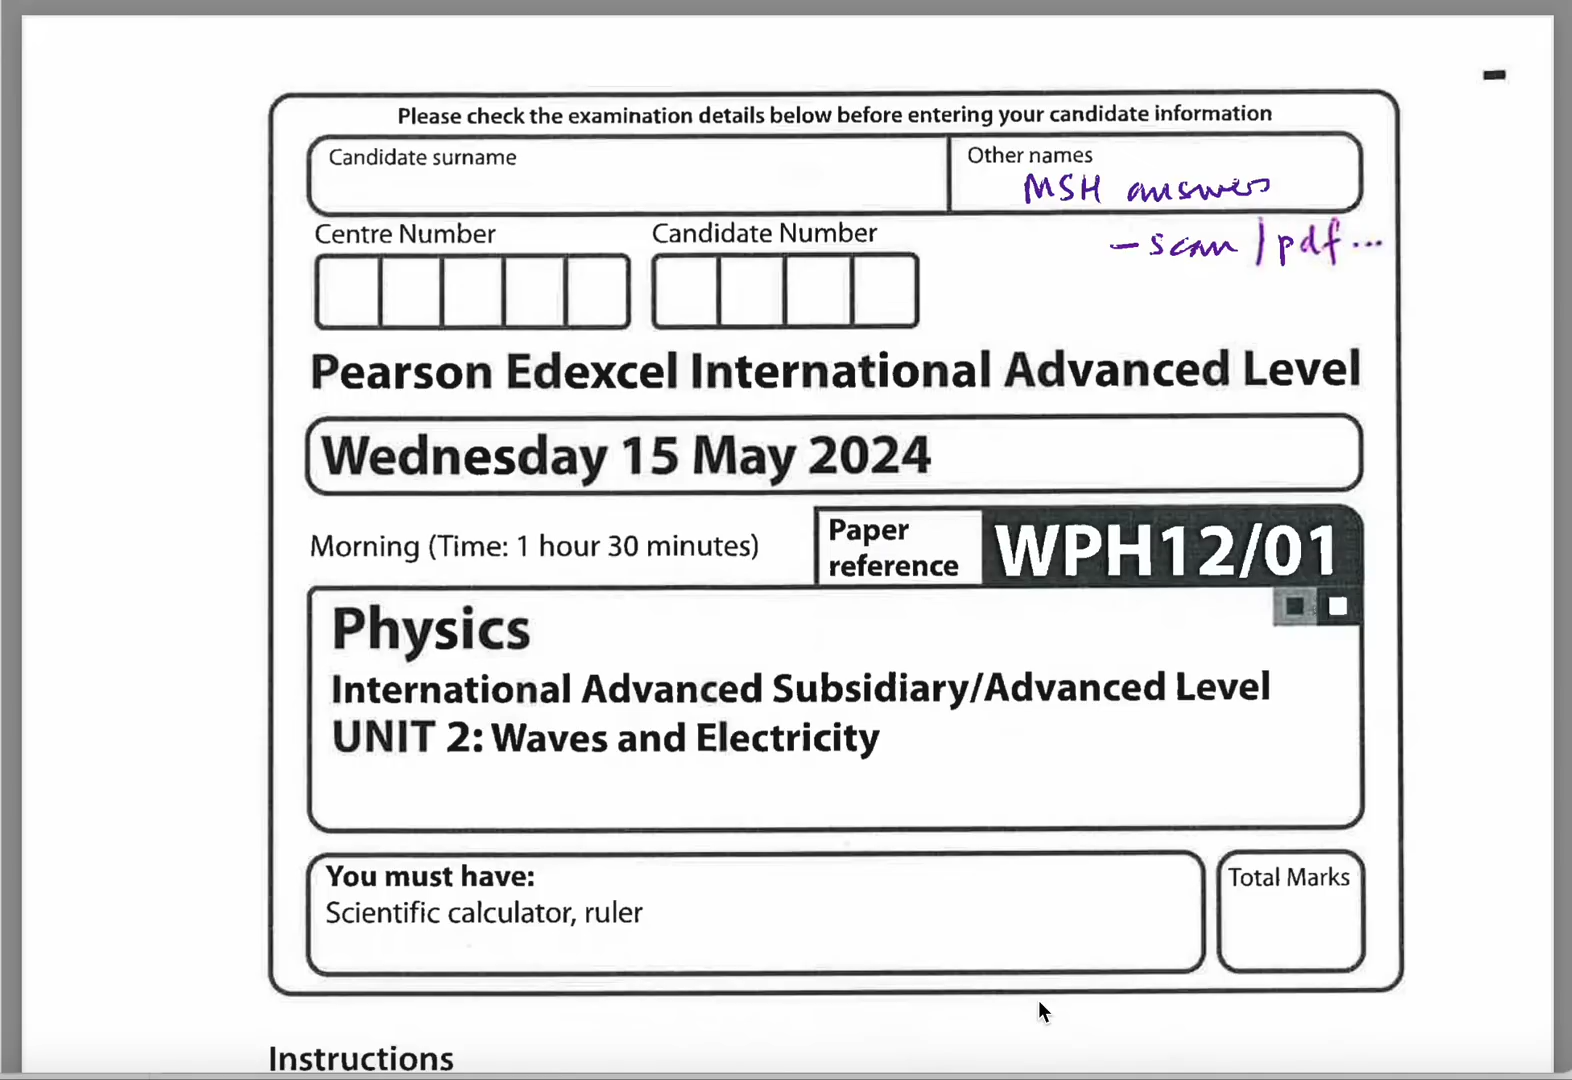 Please check the examination details below before entering your candidate information
Candidate surname
Other names
MSH answers
Centre Number
Candidate Number
– scan / pdf ...
Pearson Edexcel International Advanced Level
Wednesday 15 May 2024
Morning (Time: 1 hour 30 minutes)
Paper reference
WPH12/01
Physics
International Advanced Subsidiary/Advanced Level
UNIT 2: Waves and Electricity
You must have:
Scientific calculator, ruler
Total Marks
Instructions